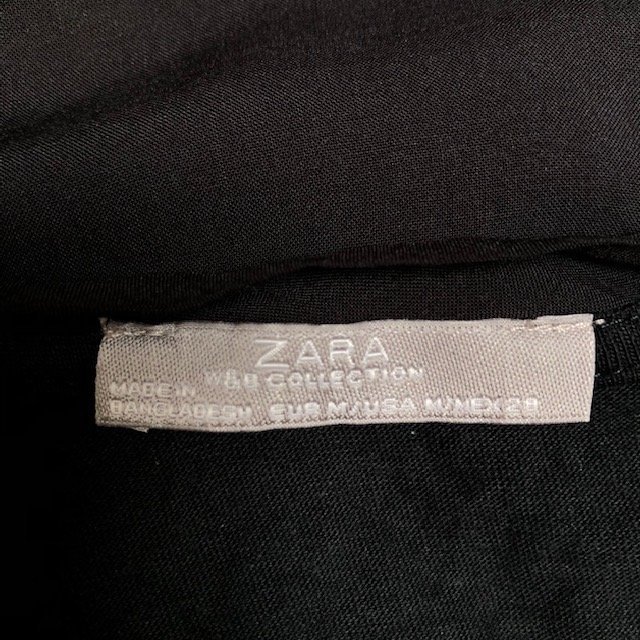 ZARA
W&B COLLECTION
MADE IN
BANGLADESH EUR M/USA M/MEX 28